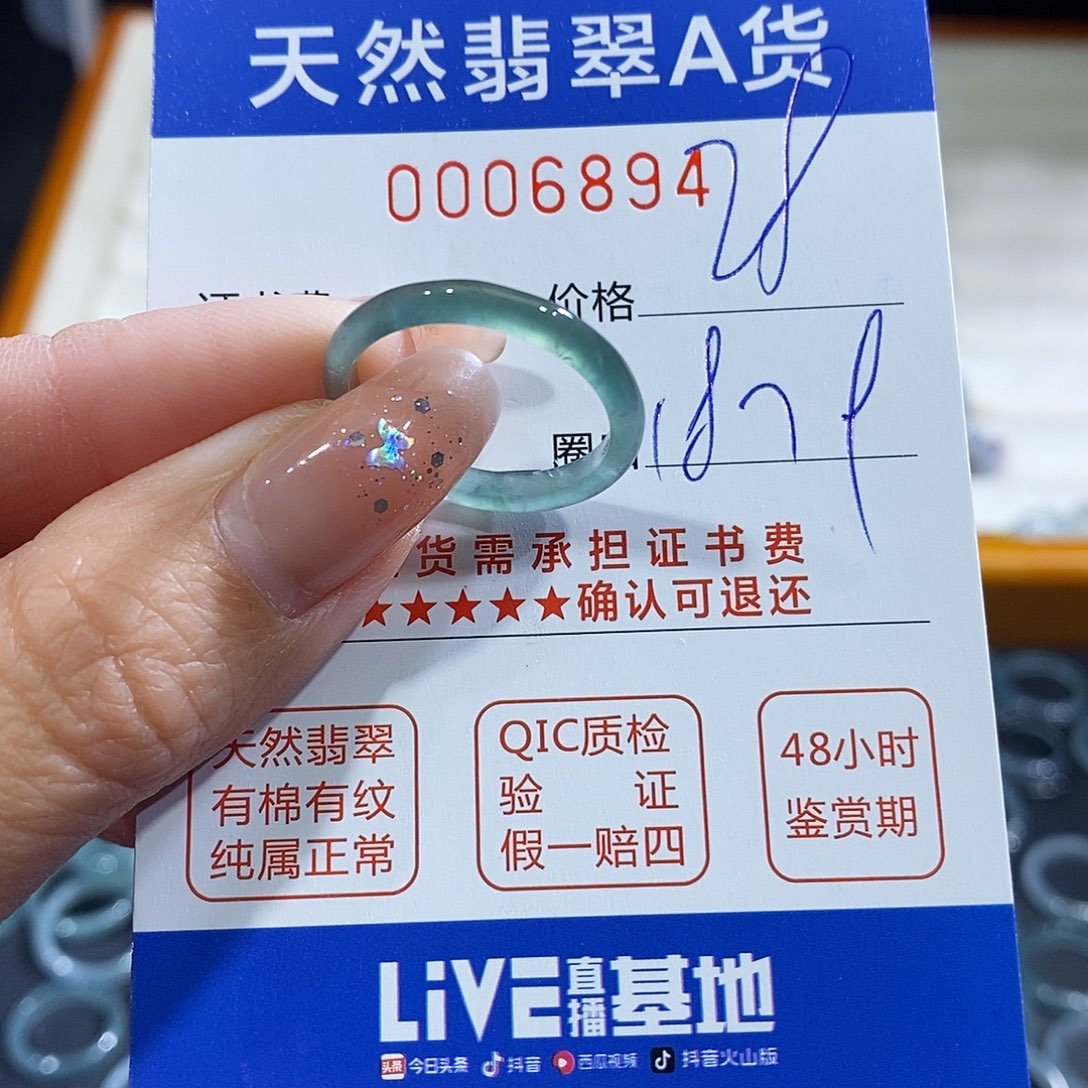 天然翡翠A货
0006894
价格 28
圈
货需承担证书费
★★★★★确认可退还
天然翡翠
有棉有纹
纯属正常
QIC质检
验 证
假一赔四
48小时
鉴赏期
LiVE直播基地
头条 今日头条 抖音 西瓜视频 抖音火山版